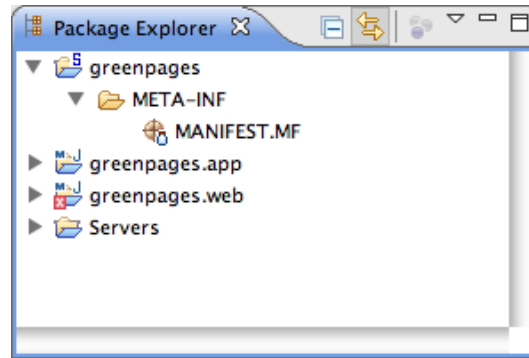 Package Explorer
greenpages
META-INF
MANIFEST.MF
greenpages.app
greenpages.web
Servers